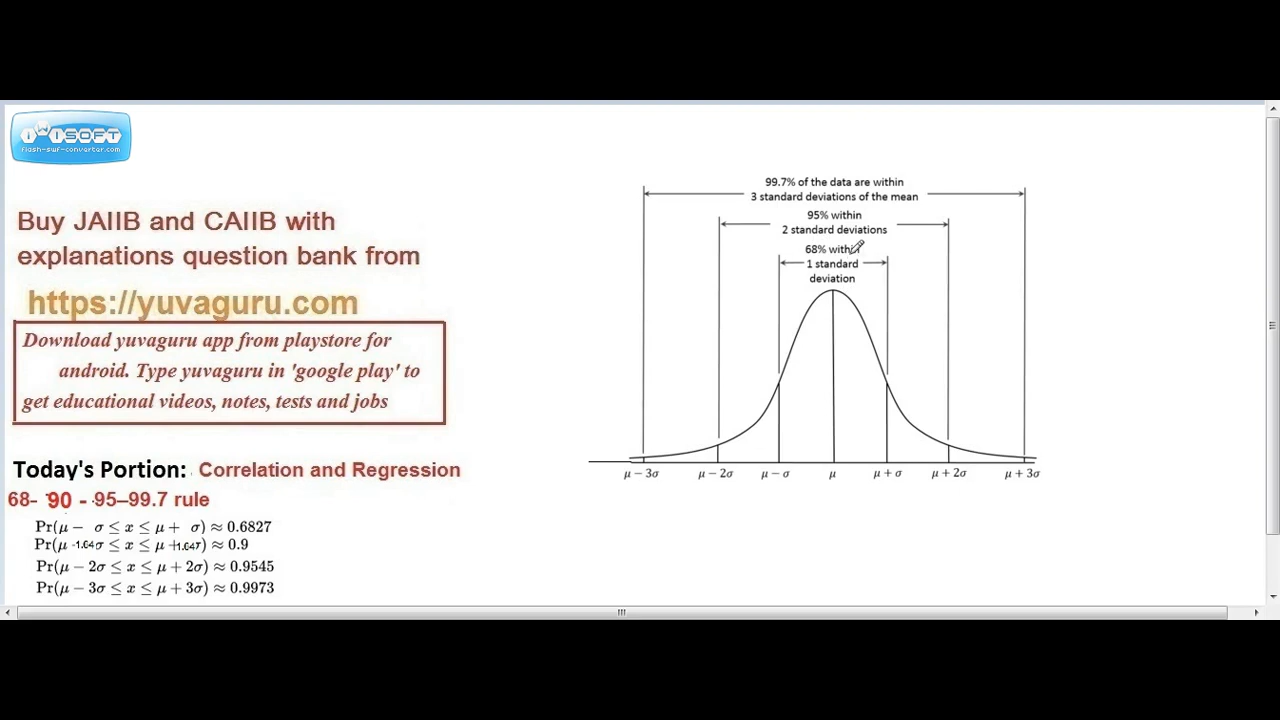 iWiSOFT
flash-swf-converter.com
Buy JAIIB and CAIIB with
explanations question bank from
https://yuvaguru.com
Download yuvaguru app from playstore for
android. Type yuvaguru in 'google play' to
get educational videos, notes, tests and jobs
Today's Portion: Correlation and Regression
68- 90 - 95–99.7 rule
Pr(μ − σ ≤ x ≤ μ + σ) ≈ 0.6827
Pr(μ -1.64σ ≤ x ≤ μ +1.64σ) ≈ 0.9
Pr(μ − 2σ ≤ x ≤ μ + 2σ) ≈ 0.9545
Pr(μ − 3σ ≤ x ≤ μ + 3σ) ≈ 0.9973
99.7% of the data are within
3 standard deviations of the mean
95% within
2 standard deviations
68% within
1 standard
deviation
μ − 3σ μ − 2σ μ − σ μ μ + σ μ + 2σ μ + 3σ